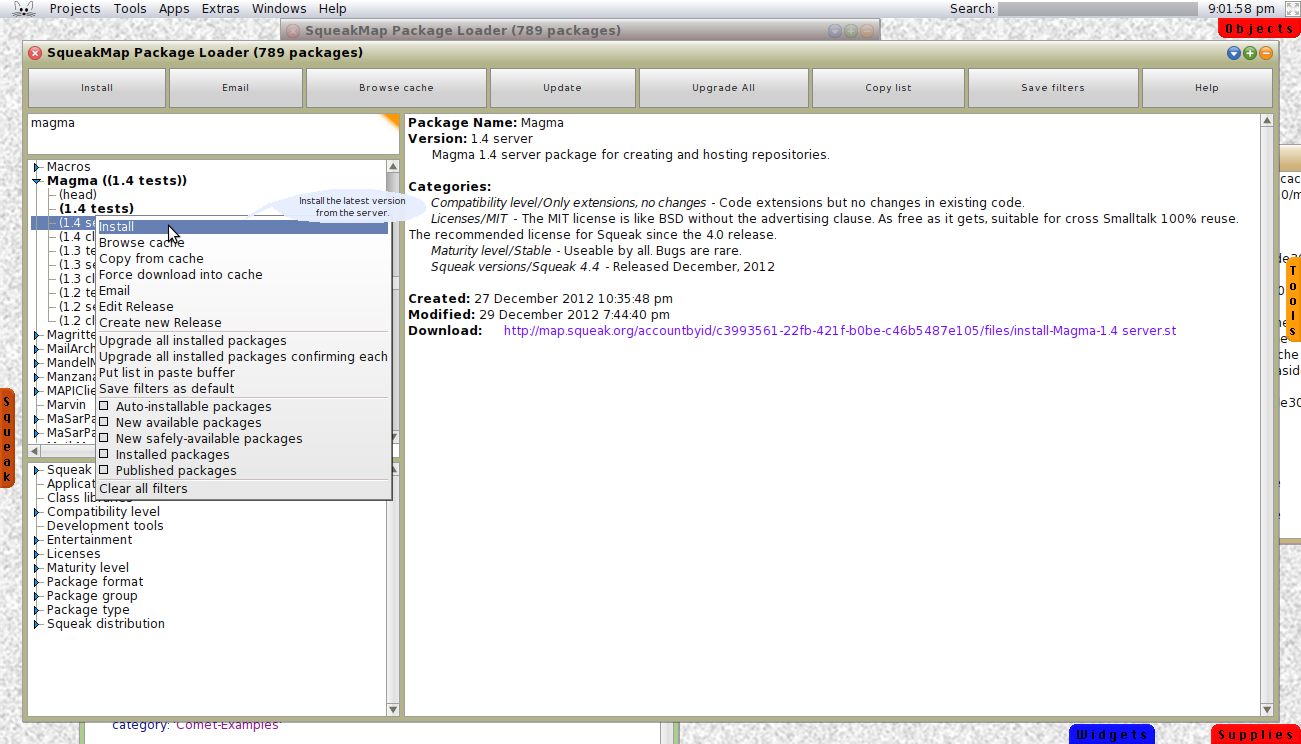 Projects Tools Apps Extras Windows Help Search: 9:01:58 pm
SqueakMap Package Loader (789 packages)
Objects
SqueakMap Package Loader (789 packages)
Install Email Browse cache Update Upgrade All Copy list Save filters Help
magma
Macros
Magma ((1.4 tests))
(head)
(1.4 tests)
(1.4 se
(1.4 cl
(1.3 te
(1.3 se
(1.3 cl
(1.2 te
(1.2 se
(1.2 cl
Magritte
MailArch
MandelM
Manzana
MAPIClie
Marvin
MaSarPa
MaSarPa
Install the latest version
from the server.
Install
Browse cache
Copy from cache
Force download into cache
Email
Edit Release
Create new Release
Upgrade all installed packages
Upgrade all installed packages confirming each
Put list in paste buffer
Save filters as default
Auto-installable packages
New available packages
New safely-available packages
Installed packages
Published packages
Clear all filters
Squeak
Applicat
Class libraries
Compatibility level
Development tools
Entertainment
Licenses
Maturity level
Package format
Package group
Package type
Squeak distribution
Package Name: Magma
Version: 1.4 server
Magma 1.4 server package for creating and hosting repositories.
Categories:
Compatibility level/Only extensions, no changes - Code extensions but no changes in existing code.
Licenses/MIT - The MIT license is like BSD without the advertising clause. As free as it gets, suitable for cross Smalltalk 100% reuse.
The recommended license for Squeak since the 4.0 release.
Maturity level/Stable - Useable by all. Bugs are rare.
Squeak versions/Squeak 4.4 - Released December, 2012
Created: 27 December 2012 10:35:48 pm
Modified: 29 December 2012 7:44:40 pm
Download: http://map.squeak.org/accountbyid/c3993561-22fb-421f-b0be-c46b5487e105/files/install-Magma-1.4 server.st
Squeak
Tools
cac
0/m
che
aside
e30
category: 'Comet-Examples'
Widgets
Supplies